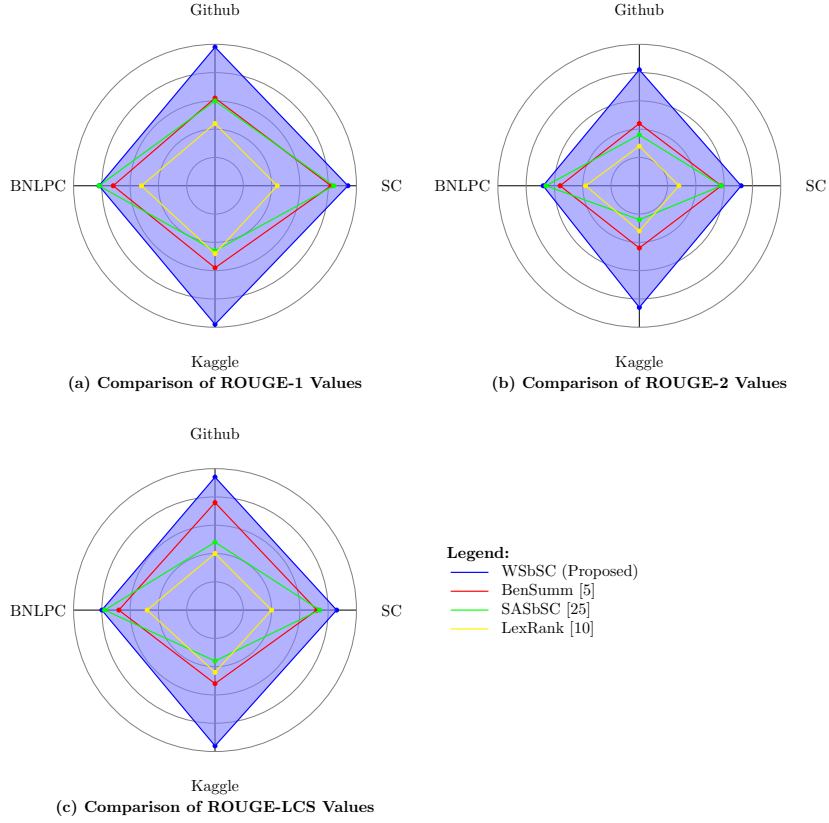 Github
BNLPC
SC
Kaggle
(a) Comparison of ROUGE-1 Values
Github
BNLPC
SC
Kaggle
(b) Comparison of ROUGE-2 Values
Github
BNLPC
SC
Kaggle
(c) Comparison of ROUGE-LCS Values
Legend:
WSbSC (Proposed)
BenSumm [5]
SASbSC [25]
LexRank [10]